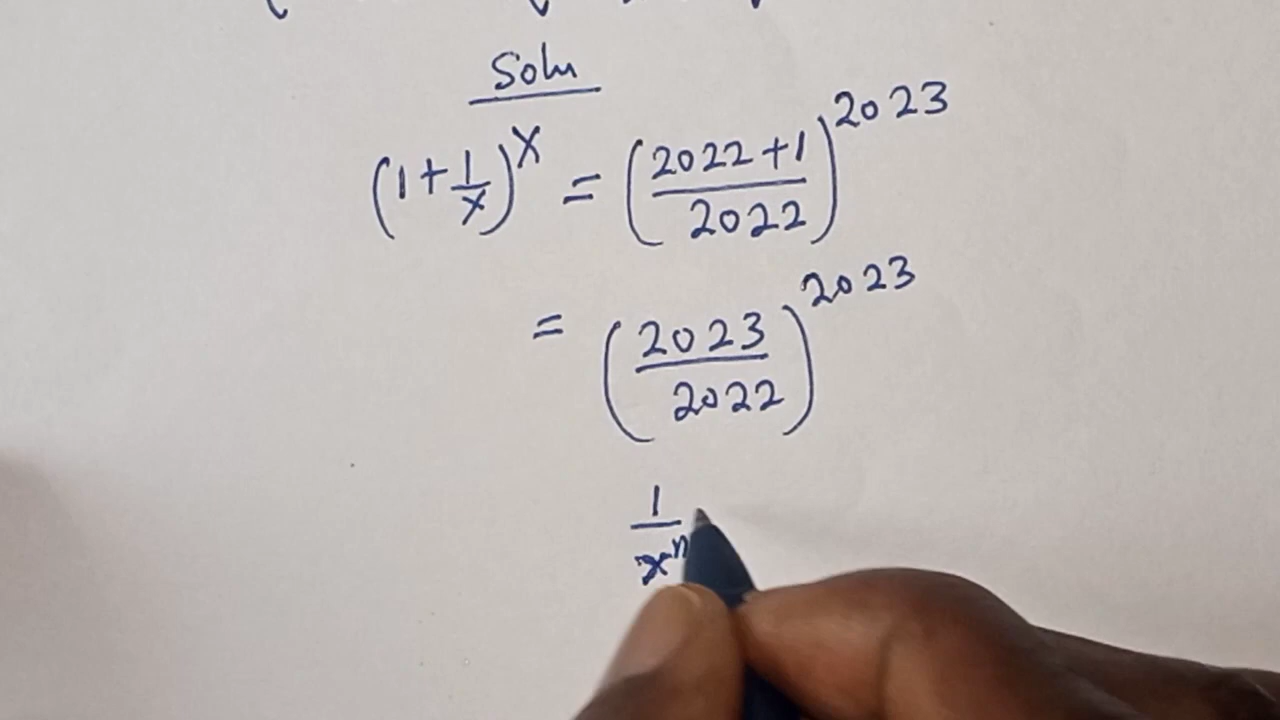 Soln
(1 + 1/x)^x = ((2022 + 1)/2022)^2023
= (2023/2022)^2023
1/x^n